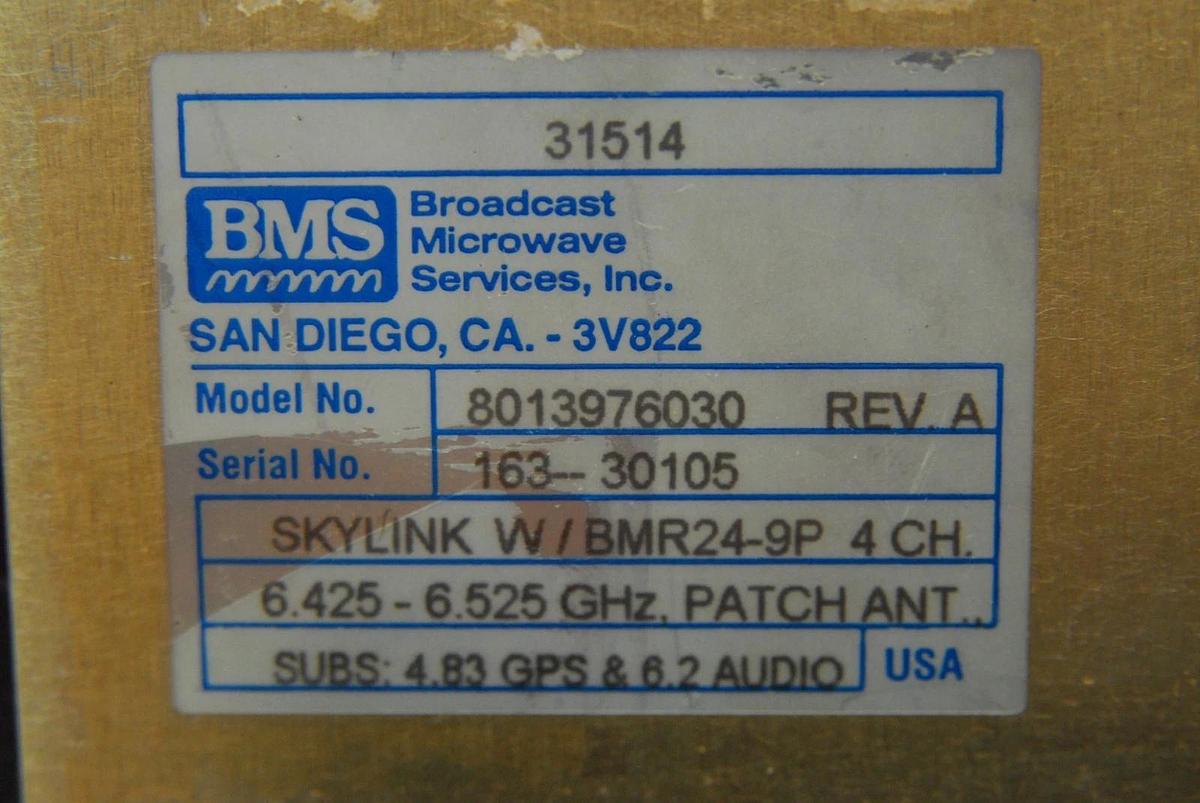 31514
BMS
Broadcast
Microwave
Services, Inc.
SAN DIEGO, CA. - 3V822
Model No. 8013976030 REV. A
Serial No. 163-- 30105
SKYLINK W / BMR24-9P 4 CH.
6.425 - 6.525 GHz, PATCH ANT.,
SUBS: 4.83 GPS & 6.2 AUDIO USA